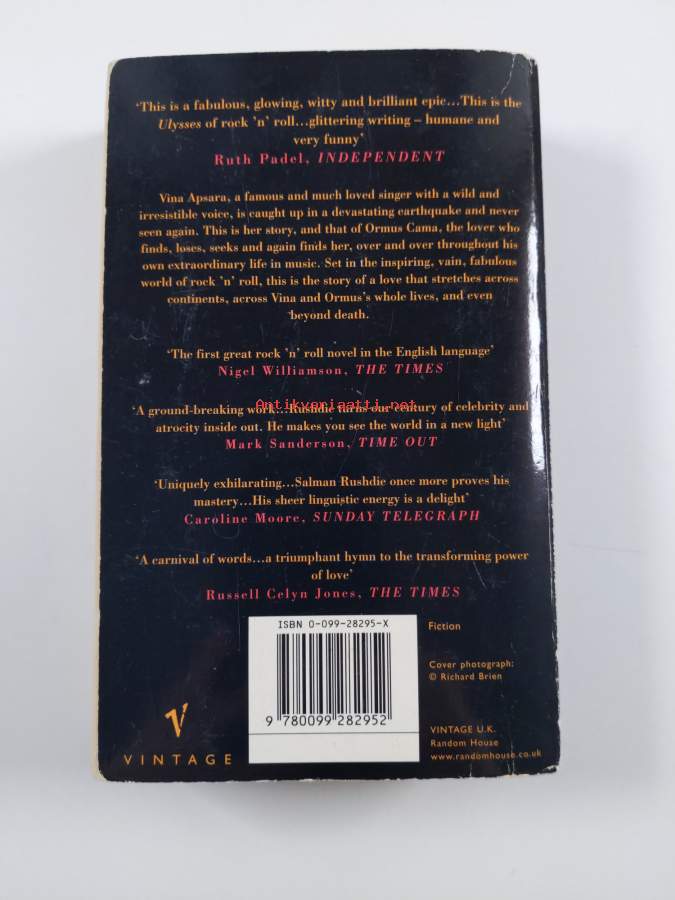 ‘This is a fabulous, glowing, witty and brilliant epic...This is the
Ulysses of rock ’n’ roll...glittering writing – humane and
very funny’
Ruth Padel, INDEPENDENT
Vina Apsara, a famous and much loved singer with a wild and
irresistible voice, is caught up in a devastating earthquake and never
seen again. This is her story, and that of Ormus Cama, the lover who
finds, loses, seeks and again finds her, over and over throughout his
own extraordinary life in music. Set in the inspiring, vain, fabulous
world of rock ’n’ roll, this is the story of a love that stretches across
continents, across Vina and Ormus’s whole lives, and even
beyond death.
‘The first great rock ’n’ roll novel in the English language’
Nigel Williamson, THE TIMES
Antikvariaatti.net
‘A ground-breaking work...Rushdie turns our century of celebrity and
atrocity inside out. He makes you see the world in a new light’
Mark Sanderson, TIME OUT
‘Uniquely exhilarating...Salman Rushdie once more proves his
mastery...His sheer linguistic energy is a delight’
Caroline Moore, SUNDAY TELEGRAPH
‘A carnival of words...a triumphant hymn to the transforming power
of love’
Russell Celyn Jones, THE TIMES
ISBN 0-099-28295-X
9 780099 282952
Fiction
Cover photograph:
© Richard Brien
V
VINTAGE
VINTAGE U.K.
Random House
www.randomhouse.co.uk